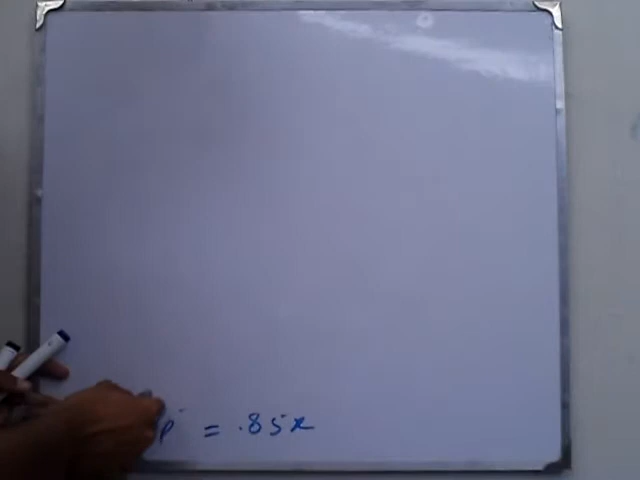 p = .85x